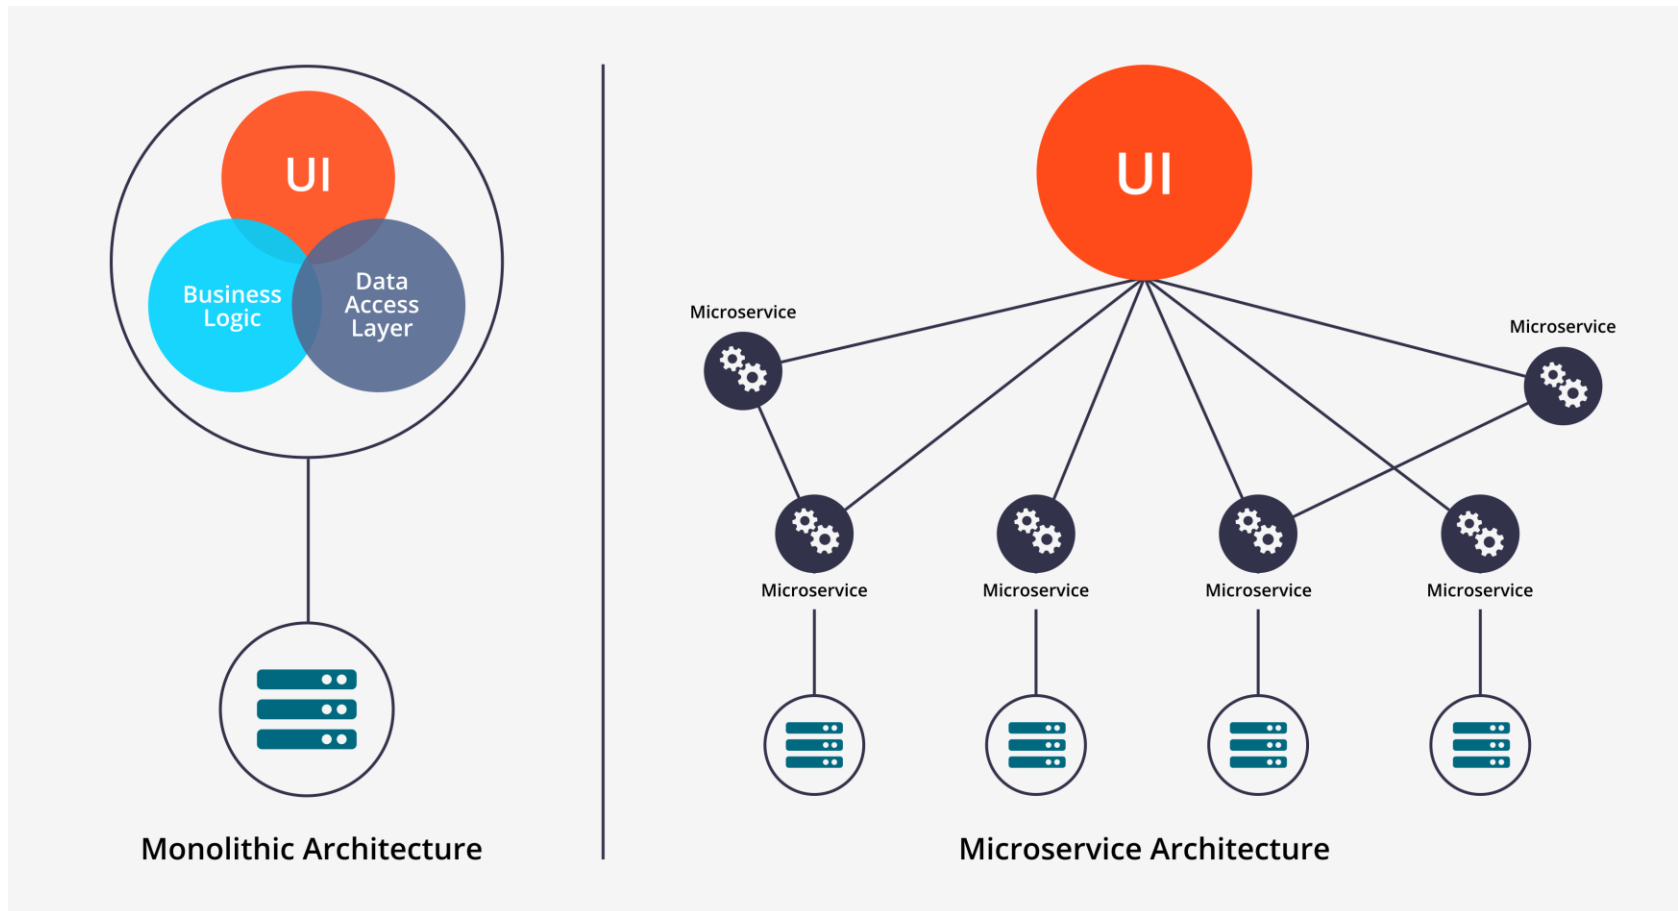 UI
Business
Logic
Data
Access
Layer
Monolithic Architecture
UI
Microservice
Microservice
Microservice
Microservice
Microservice
Microservice
Microservice Architecture